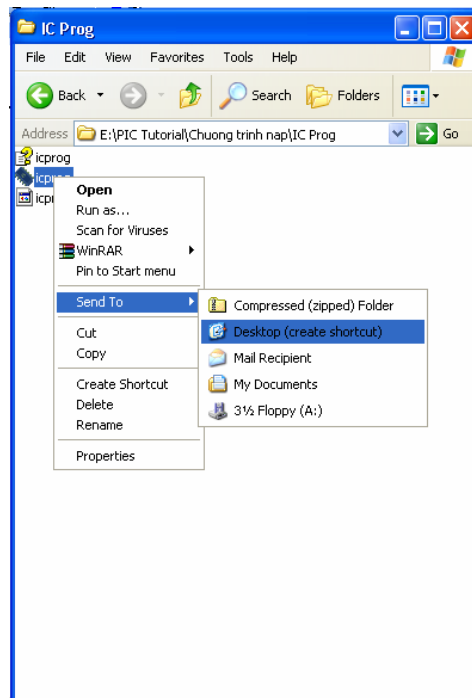 IC Prog
File Edit View Favorites Tools Help
Back Search Folders
Address E:\PIC Tutorial\Chuong trinh nap\IC Prog Go
icprog
icprog
Open
Run as...
Scan for Viruses
WinRAR
Pin to Start menu
Send To
Compressed (zipped) Folder
Desktop (create shortcut)
Mail Recipient
My Documents
3½ Floppy (A:)
Cut
Copy
Create Shortcut
Delete
Rename
Properties